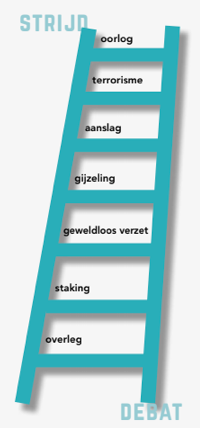 STRIJD
oorlog
terrorisme
aanslag
gijzeling
geweldloos verzet
staking
overleg
DEBAT